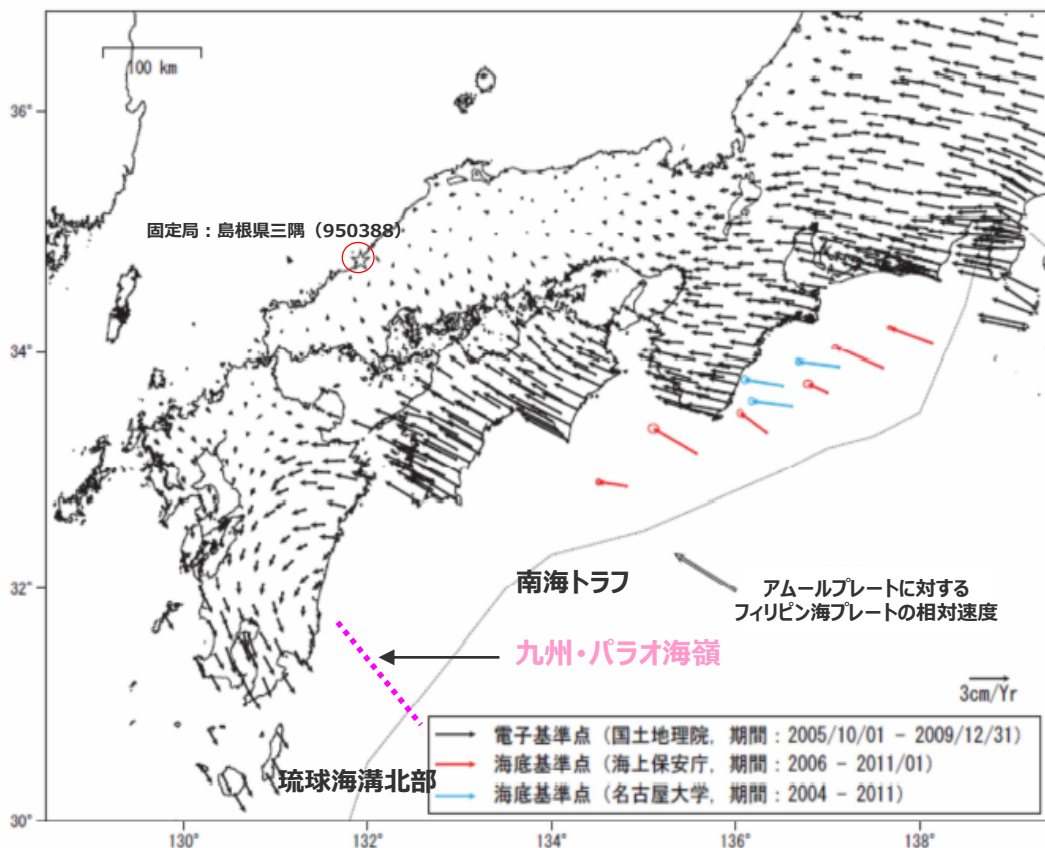 100 km
36°
固定局：島根県三隅（950388）
34°
南海トラフ
アムールプレートに対する
フィリピン海プレートの相対速度
32°
九州・パラオ海嶺
3cm/Yr
電子基準点（国土地理院，期間：2005/10/01 - 2009/12/31）
海底基準点（海上保安庁，期間：2006 - 2011/01）
海底基準点（名古屋大学，期間：2004 - 2011）
琉球海溝北部
30°
130°
132°
134°
136°
138°